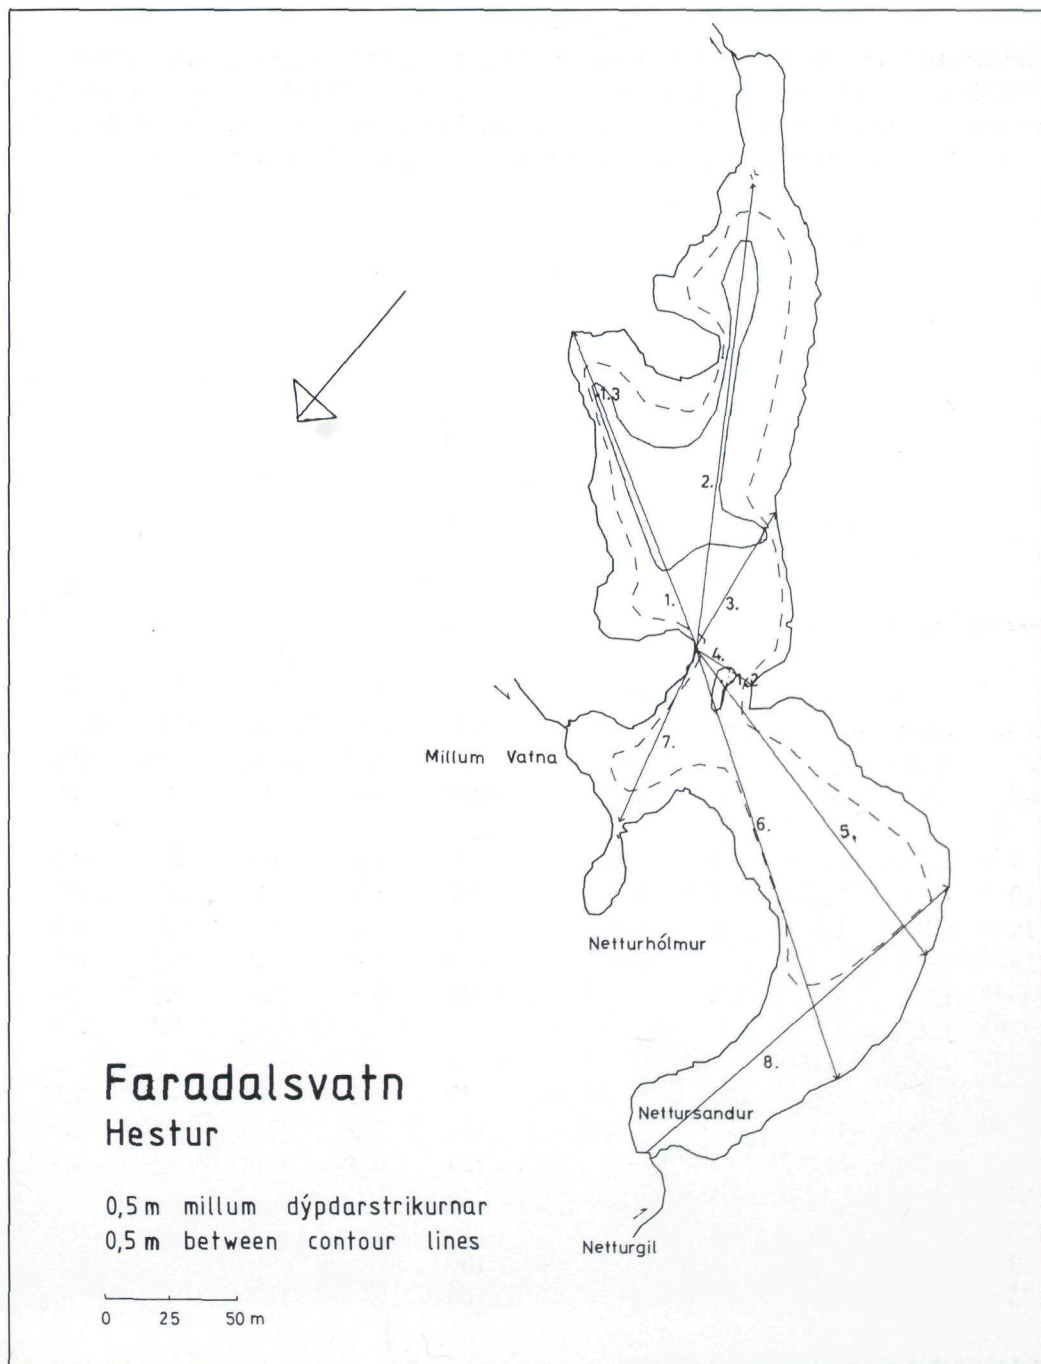 1.3
2.
1.
3.
4.
1,2
7.
Millum Vatna
6.
5.
Netturhólmur
8.
Faradalsvatn
Hestur
Nettursandur
0,5 m millum dýpdarstrikurnar
0,5 m between contour lines
Netturgil
0 25 50 m